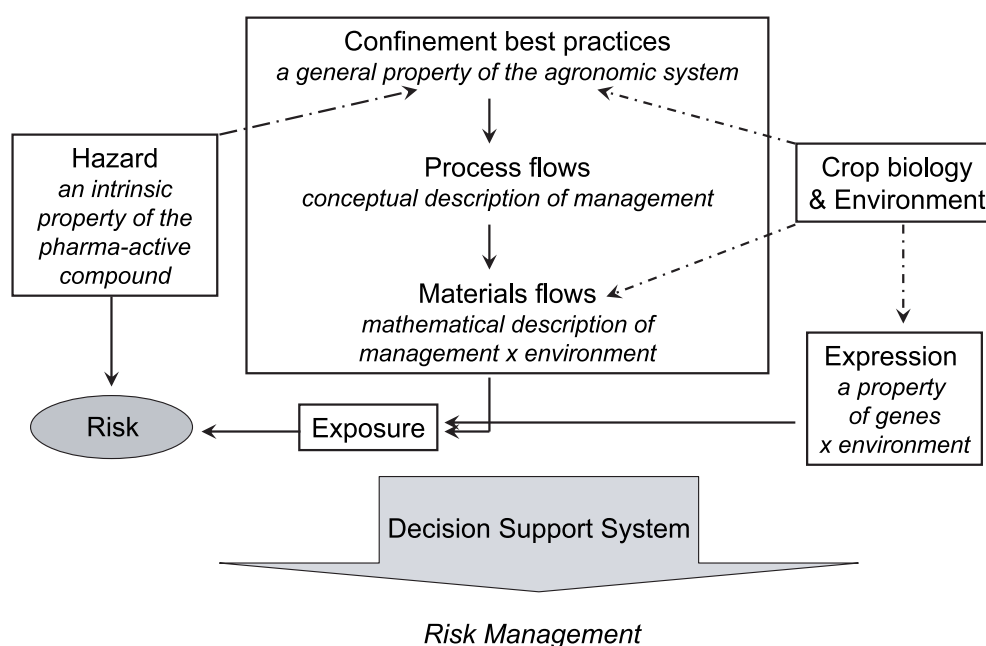 Confinement best practices
a general property of the agronomic system
Process flows
conceptual description of management
Materials flows
mathematical description of
management x environment
Hazard
an intrinsic
property of the
pharma-active
compound
Crop biology
& Environment
Expression
a property
of genes
x environment
Risk
Exposure
Decision Support System
Risk Management